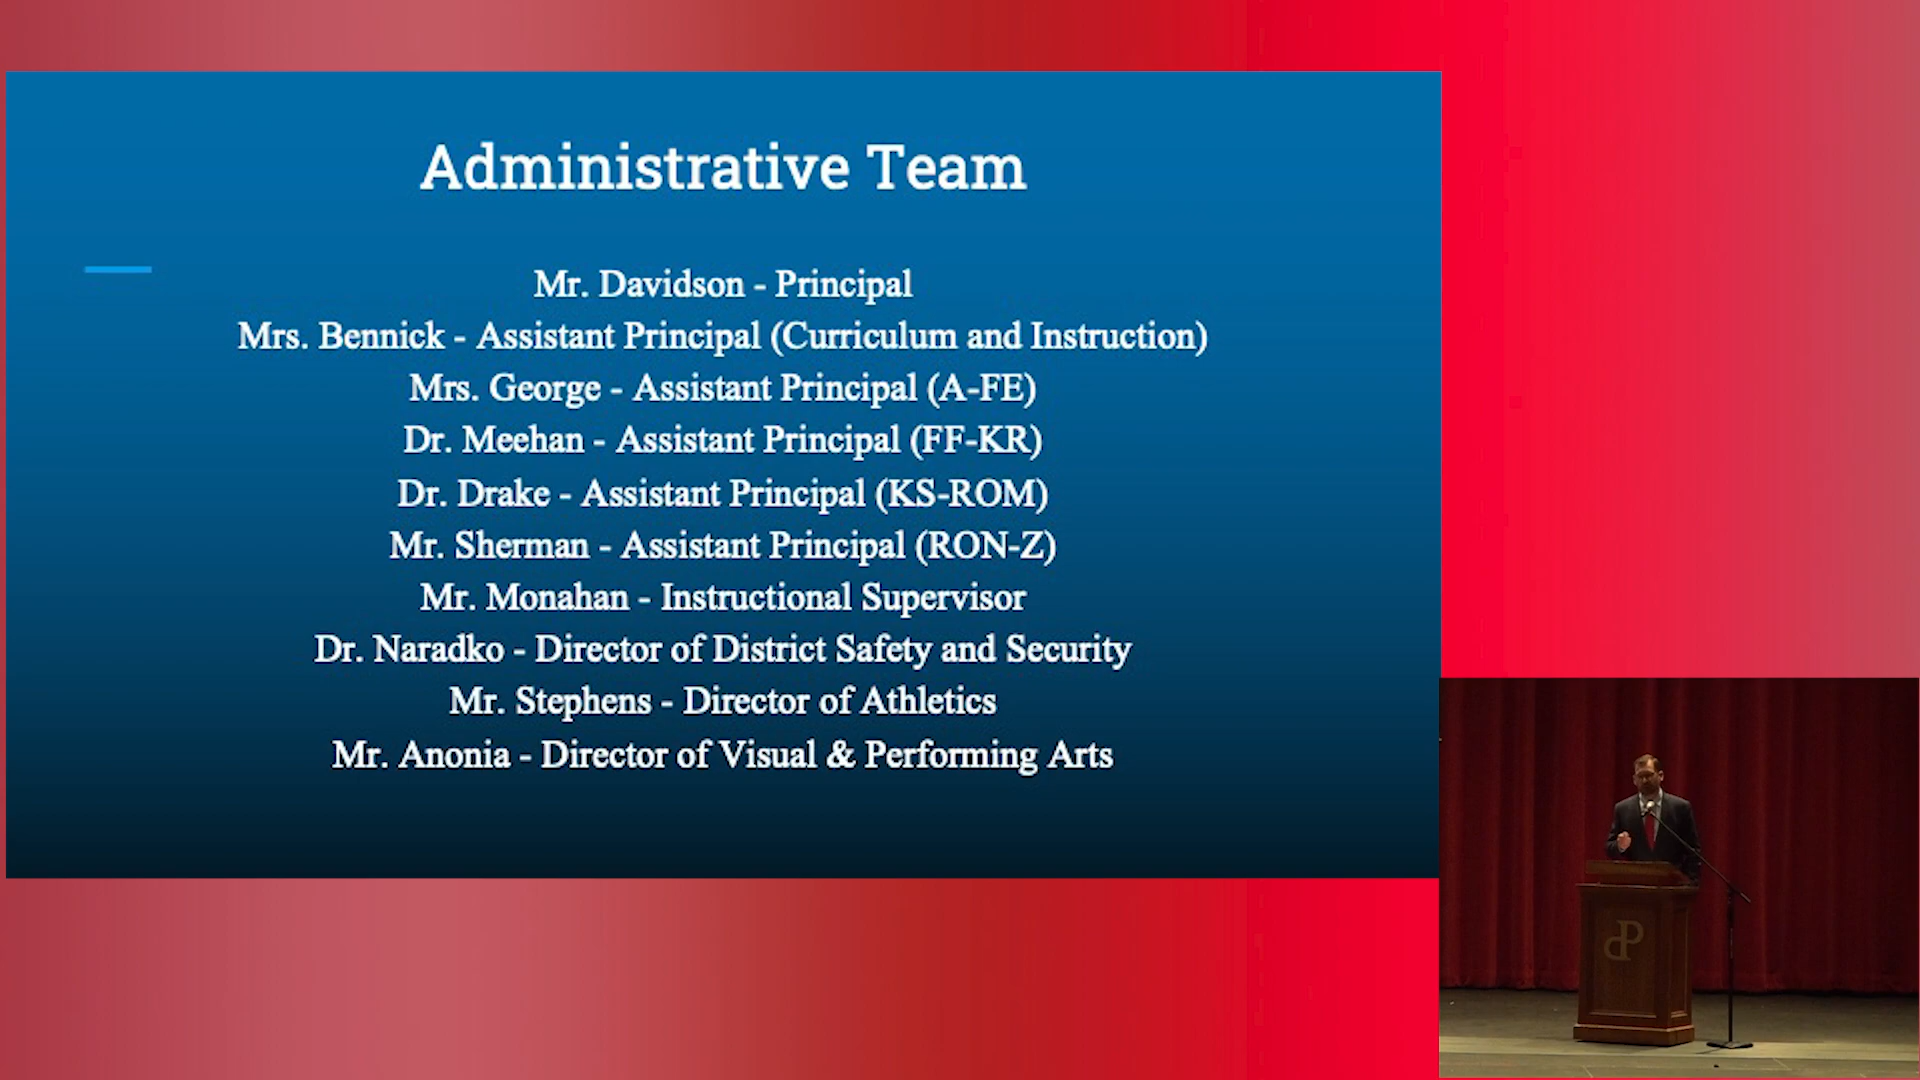 Administrative Team
Mr. Davidson - Principal
Mrs. Bennick - Assistant Principal (Curriculum and Instruction)
Mrs. George - Assistant Principal (A-FE)
Dr. Meehan - Assistant Principal (FF-KR)
Dr. Drake - Assistant Principal (KS-ROM)
Mr. Sherman - Assistant Principal (RON-Z)
Mr. Monahan - Instructional Supervisor
Dr. Naradko - Director of District Safety and Security
Mr. Stephens - Director of Athletics
Mr. Anonia - Director of Visual & Performing Arts